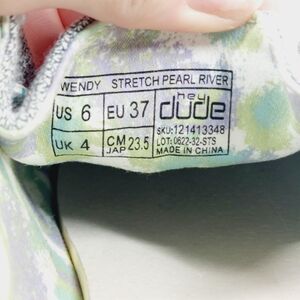 WENDY STRETCH PEARL RIVER
US 6 EU 37 hey dude
UK 4 CM JAP 23.5 SKU:121413348
LOT: 0622-32-STS
MADE IN CHINA